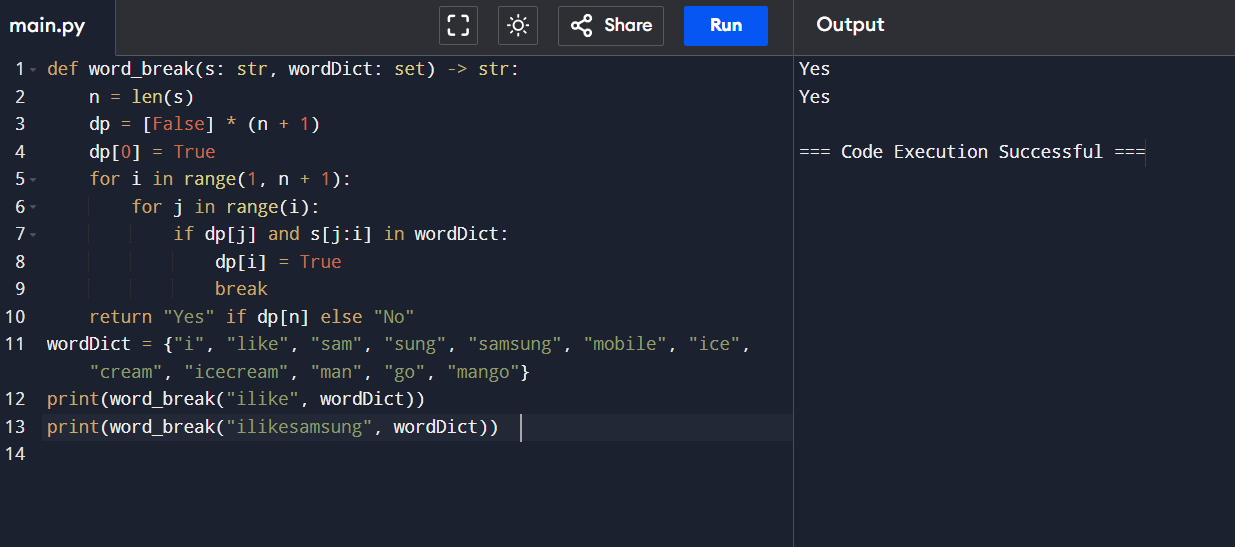 main.py
Share
Run
Output
1 def word_break(s: str, wordDict: set) -> str:
2     n = len(s)
3     dp = [False] * (n + 1)
4     dp[0] = True
5     for i in range(1, n + 1):
6         for j in range(i):
7             if dp[j] and s[j:i] in wordDict:
8                 dp[i] = True
9                 break
10     return "Yes" if dp[n] else "No"
11 wordDict = {"i", "like", "sam", "sung", "samsung", "mobile", "ice",
    "cream", "icecream", "man", "go", "mango"}
12 print(word_break("ilike", wordDict))
13 print(word_break("ilikesamsung", wordDict))
14
Yes
Yes
=== Code Execution Successful ===